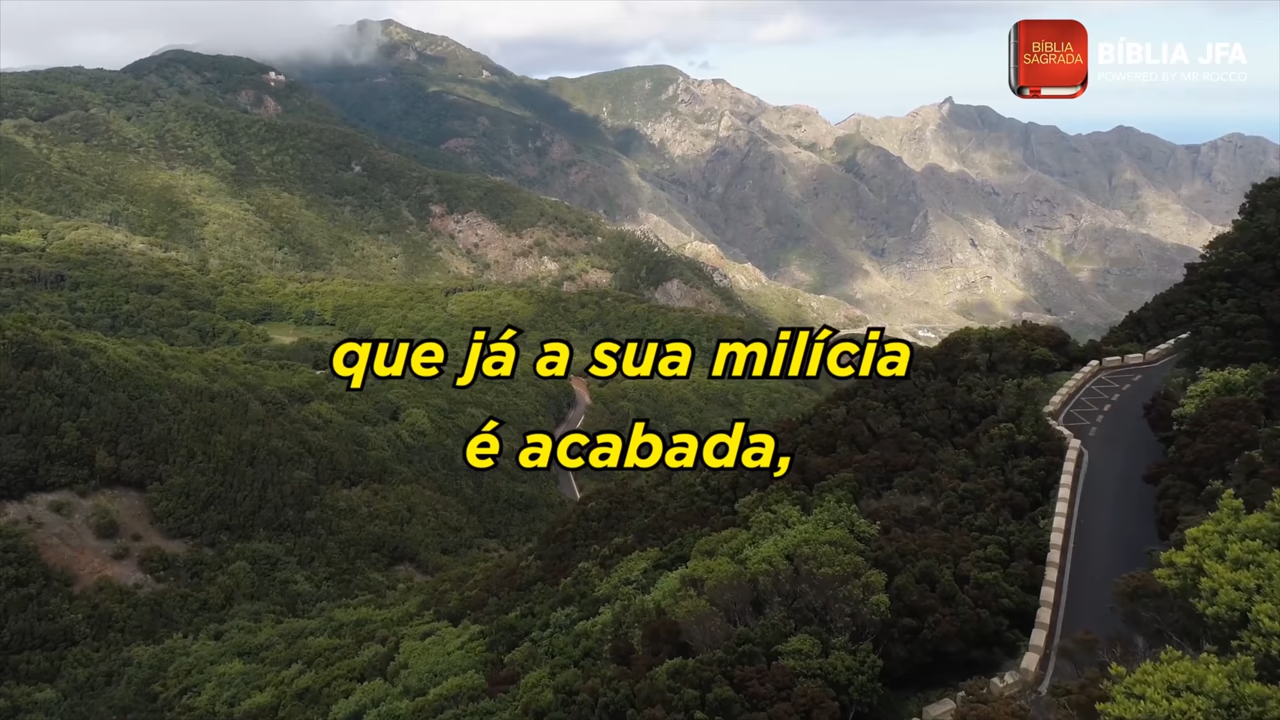 BÍBLIA
SAGRADA
BÍBLIA JFA
POWERED BY MR ROCCO
que já a sua milícia
é acabada,